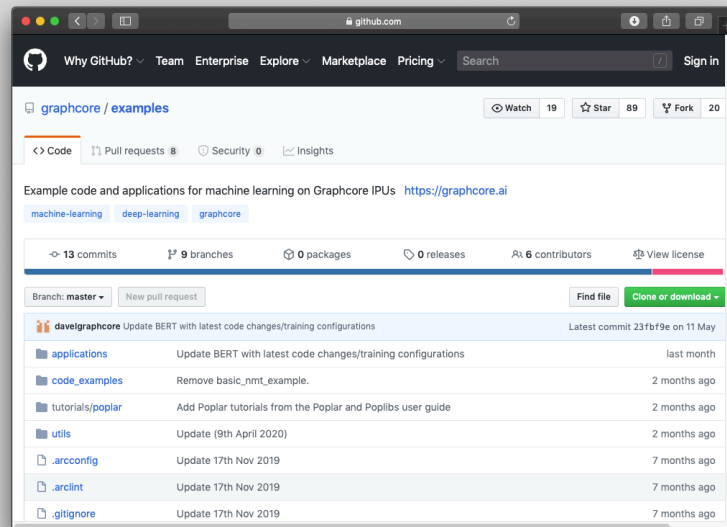 github.com
Why GitHub? Team Enterprise Explore Marketplace Pricing Search / Sign in
graphcore / examples Watch 19 Star 89 Fork 20
Code Pull requests 8 Security 0 Insights
Example code and applications for machine learning on Graphcore IPUs https://graphcore.ai
machine-learning deep-learning graphcore
13 commits 9 branches 0 packages 0 releases 6 contributors View license
Branch: master New pull request Find file Clone or download
davelgraphcore Update BERT with latest code changes/training configurations Latest commit 23fbf9e on 11 May
applications Update BERT with latest code changes/training configurations last month
code_examples Remove basic_nmt_example. 2 months ago
tutorials/poplar Add Poplar tutorials from the Poplar and Poplibs user guide 2 months ago
utils Update (9th April 2020) 2 months ago
.arcconfig Update 17th Nov 2019 7 months ago
.arclint Update 17th Nov 2019 7 months ago
.gitignore Update 17th Nov 2019 7 months ago